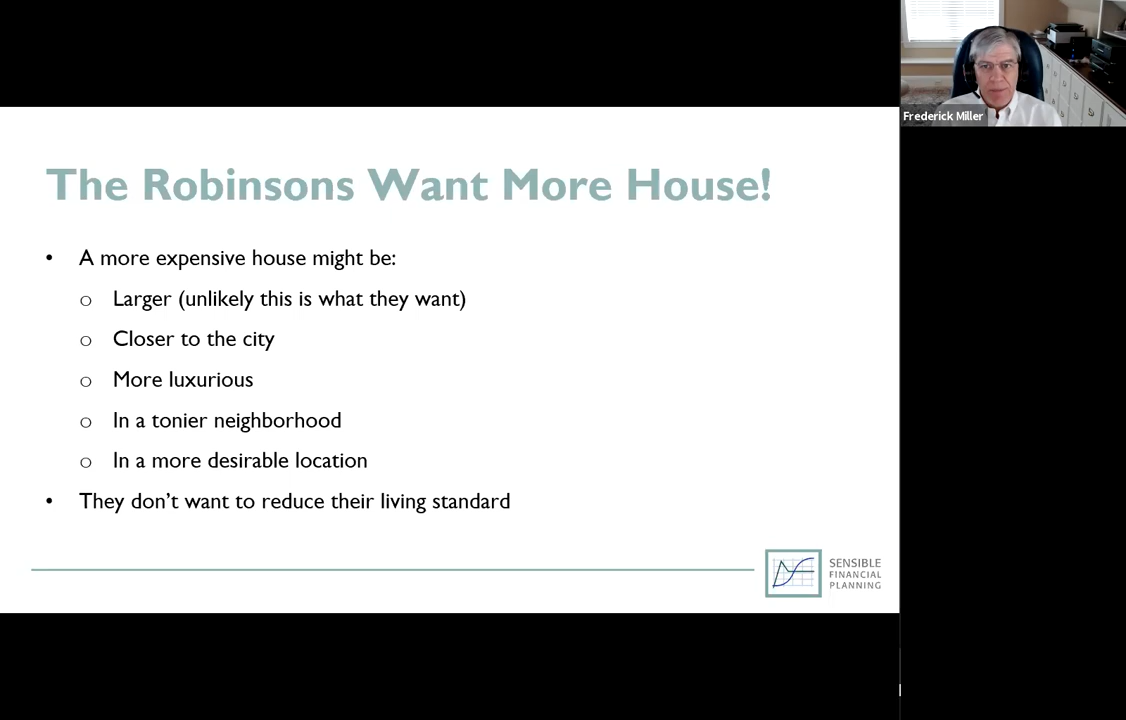 The Robinsons Want More House!
• A more expensive house might be:
o Larger (unlikely this is what they want)
o Closer to the city
o More luxurious
o In a tonier neighborhood
o In a more desirable location
• They don’t want to reduce their living standard
SENSIBLE
FINANCIAL
PLANNING
Frederick Miller